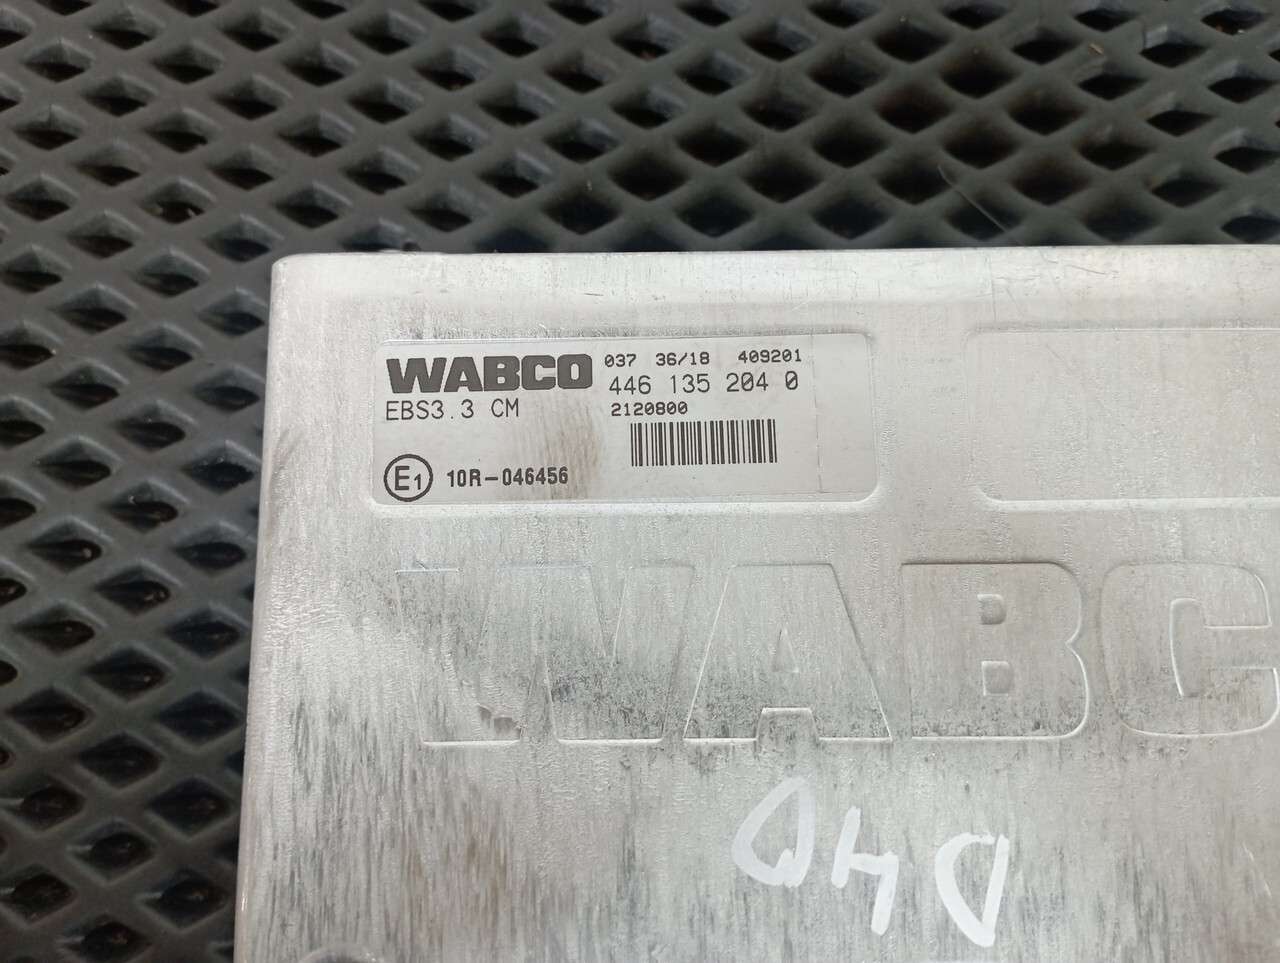 WABCO 037 36/18 409201
446 135 204 0
EBS3.3 CM 2120800
E1 10R-046456
WABC